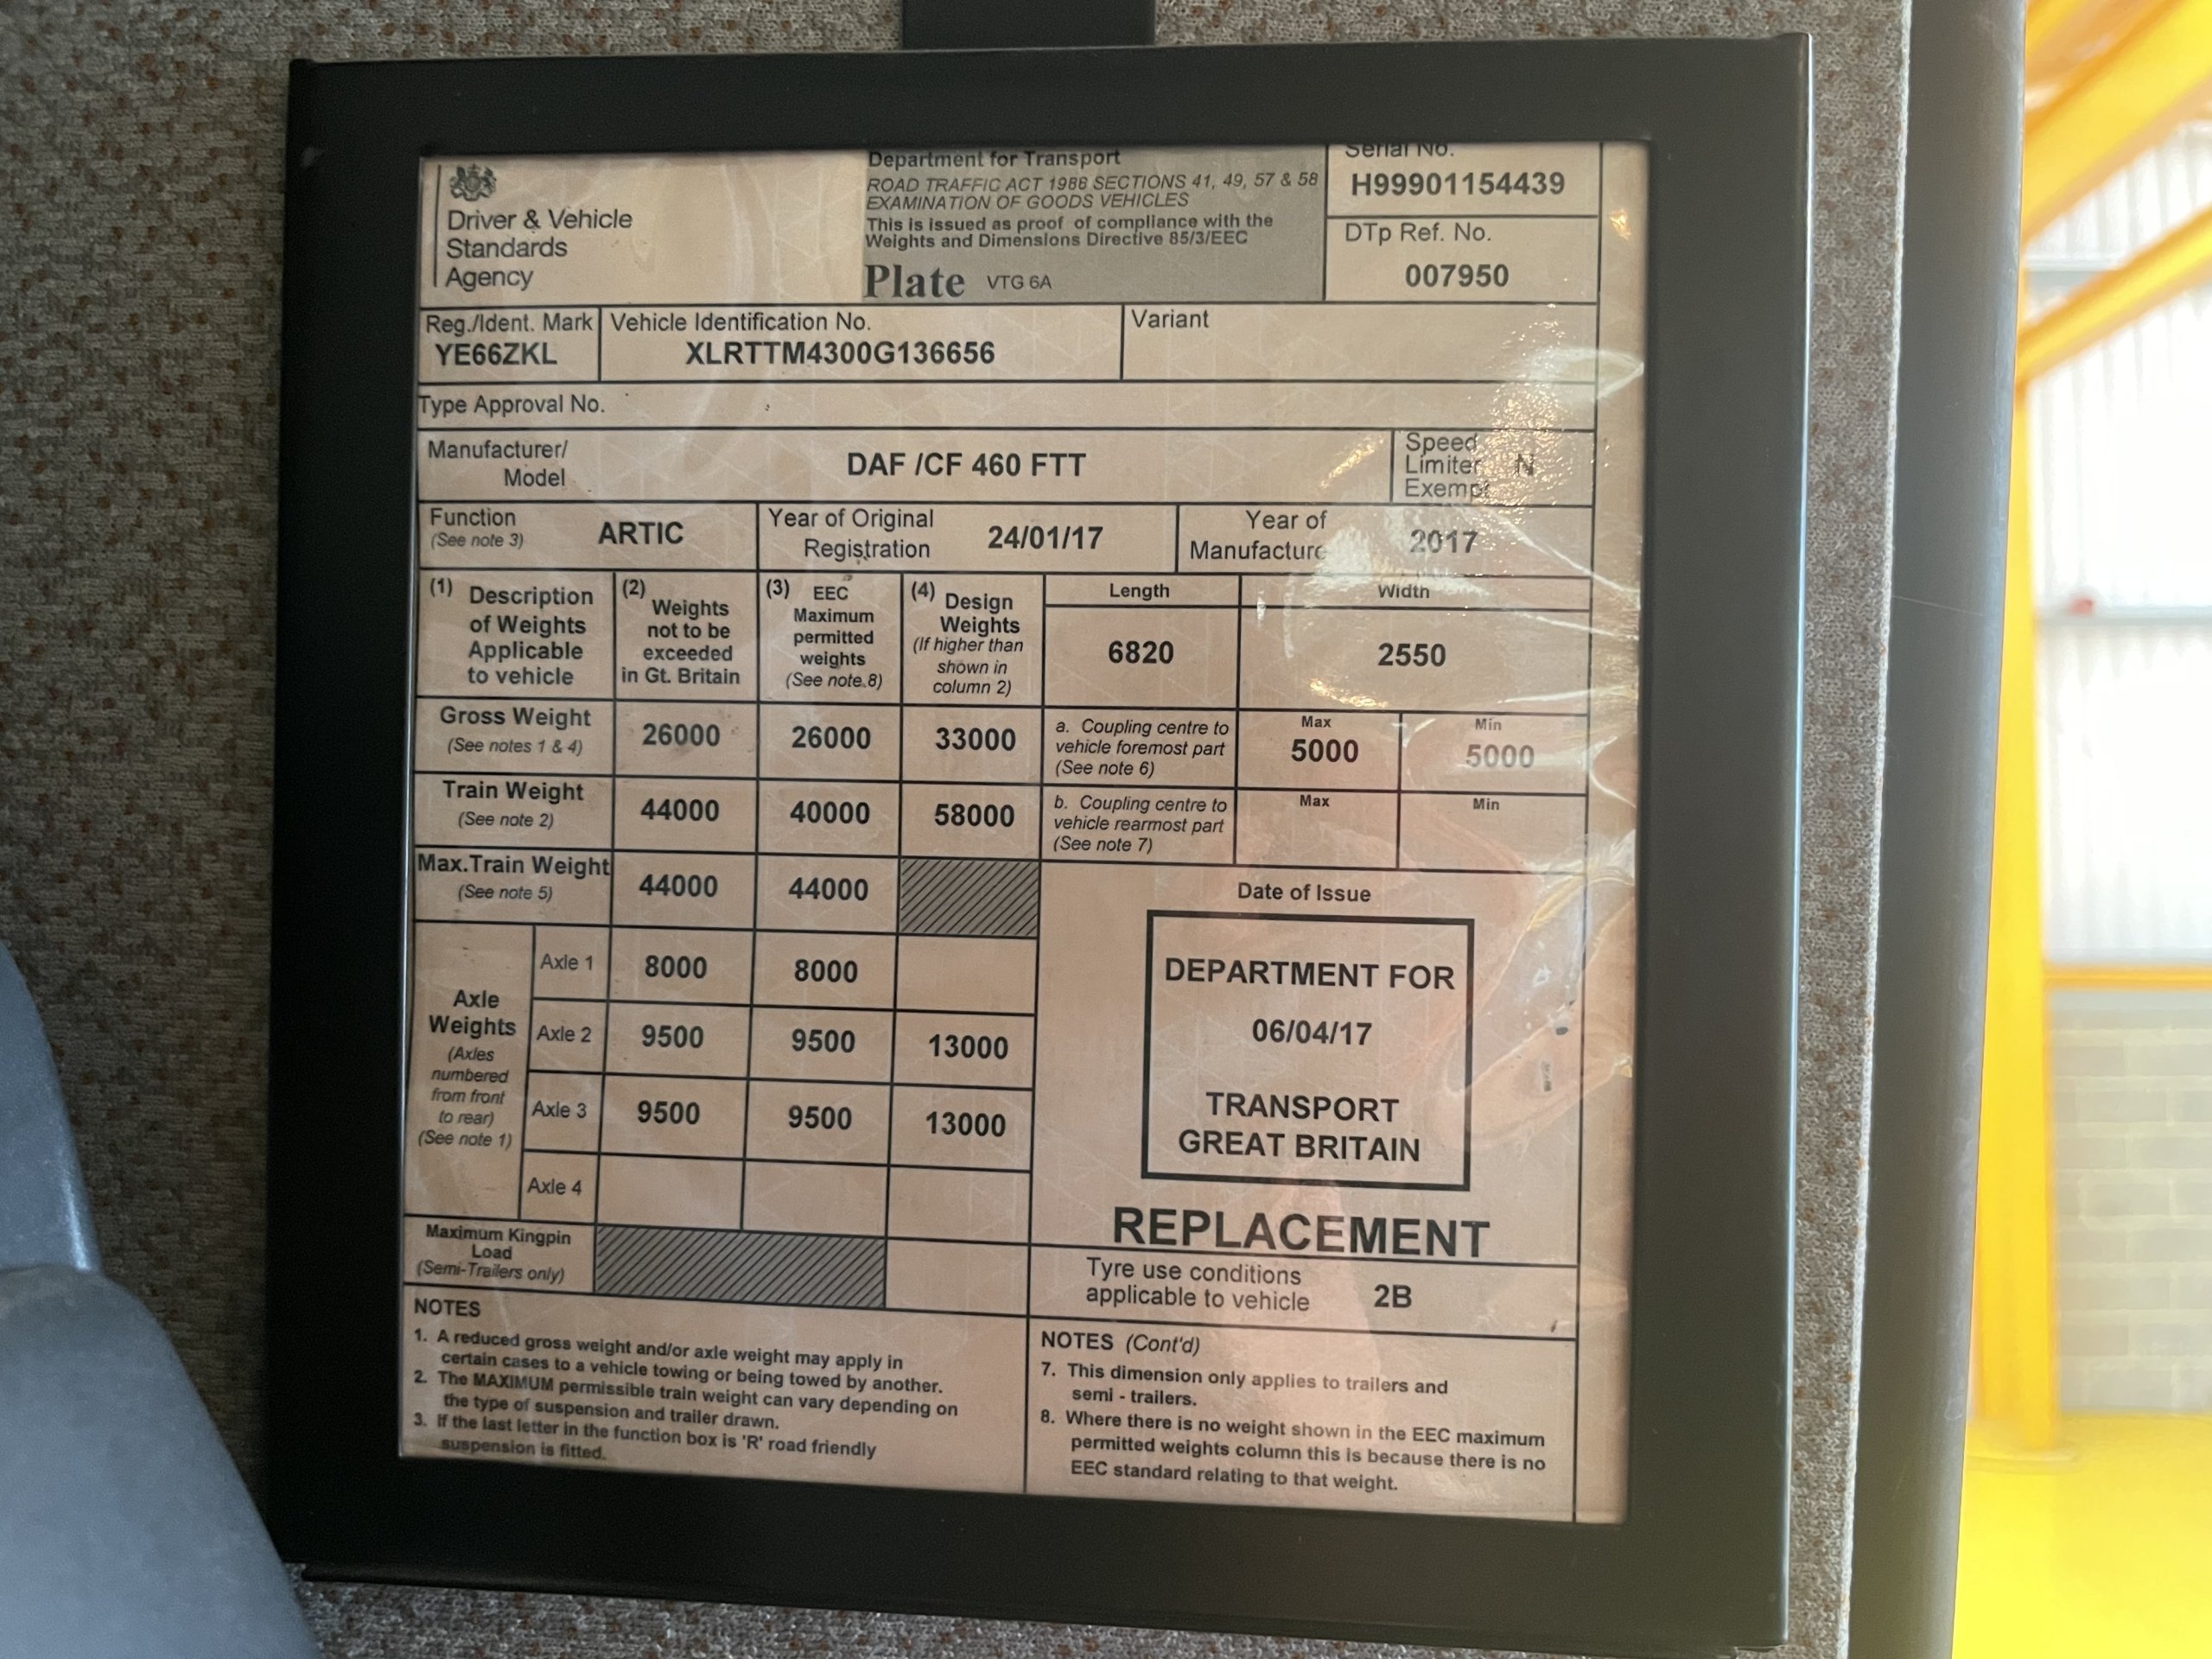 Driver & Vehicle
Standards
Agency
Department for Transport
ROAD TRAFFIC ACT 1988 SECTIONS 41, 49, 57 & 58
EXAMINATION OF GOODS VEHICLES
This is issued as proof of compliance with the
Weights and Dimensions Directive 85/3/EEC
Plate VTG 6A
Serial No.
H99901154439
DTp Ref. No.
007950
Reg./Ident. Mark
YE66ZKL
Vehicle Identification No.
XLRTTM4300G136656
Variant
Type Approval No.
Manufacturer/
Model
DAF /CF 460 FTT
Speed
Limiter N
Exempt
Function
(See note 3)
ARTIC
Year of Original
Registration
24/01/17
Year of
Manufacture
2017
(1) Description
of Weights
Applicable
to vehicle
(2) Weights
not to be
exceeded
in Gt. Britain
(3) EEC
Maximum
permitted
weights
(See note.8)
(4) Design
Weights
(If higher than
shown in
column 2)
Length
6820
Width
2550
Gross Weight
(See notes 1 & 4)
26000
26000
33000
a. Coupling centre to
vehicle foremost part
(See note 6)
Max
5000
Min
5000
Train Weight
(See note 2)
44000
40000
58000
b. Coupling centre to
vehicle rearmost part
(See note 7)
Max
Min
Max.Train Weight
(See note 5)
44000
44000
Axle
Weights
(Axles
numbered
from front
to rear)
(See note 1)
Axle 1
8000
8000
Axle 2
9500
9500
13000
Axle 3
9500
9500
13000
Axle 4
Maximum Kingpin
Load
(Semi-Trailers only)
Date of Issue
DEPARTMENT FOR
06/04/17
TRANSPORT
GREAT BRITAIN
REPLACEMENT
Tyre use conditions
applicable to vehicle
2B
NOTES
1. A reduced gross weight and/or axle weight may apply in
certain cases to a vehicle towing or being towed by another.
2. The MAXIMUM permissible train weight can vary depending on
the type of suspension and trailer drawn.
3. If the last letter in the function box is 'R' road friendly
suspension is fitted.
NOTES (Cont'd)
7. This dimension only applies to trailers and
semi - trailers.
8. Where there is no weight shown in the EEC maximum
permitted weights column this is because there is no
EEC standard relating to that weight.